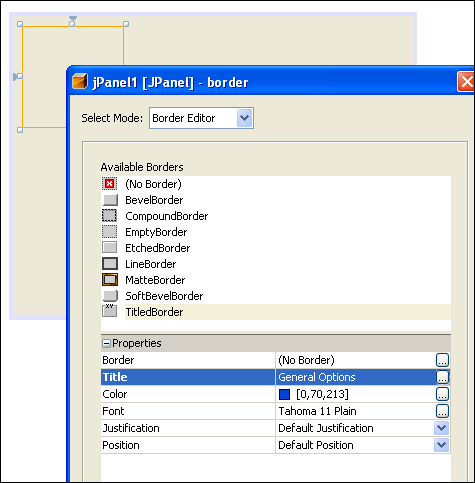 jPanel1 [JPanel] - border
Select Mode: Border Editor
Available Borders
(No Border)
BevelBorder
CompoundBorder
EmptyBorder
EtchedBorder
LineBorder
MatteBorder
SoftBevelBorder
XY TitledBorder
Properties
Border (No Border) ...
Title General Options ...
Color [0,70,213] ...
Font Tahoma 11 Plain ...
Justification Default Justification
Position Default Position